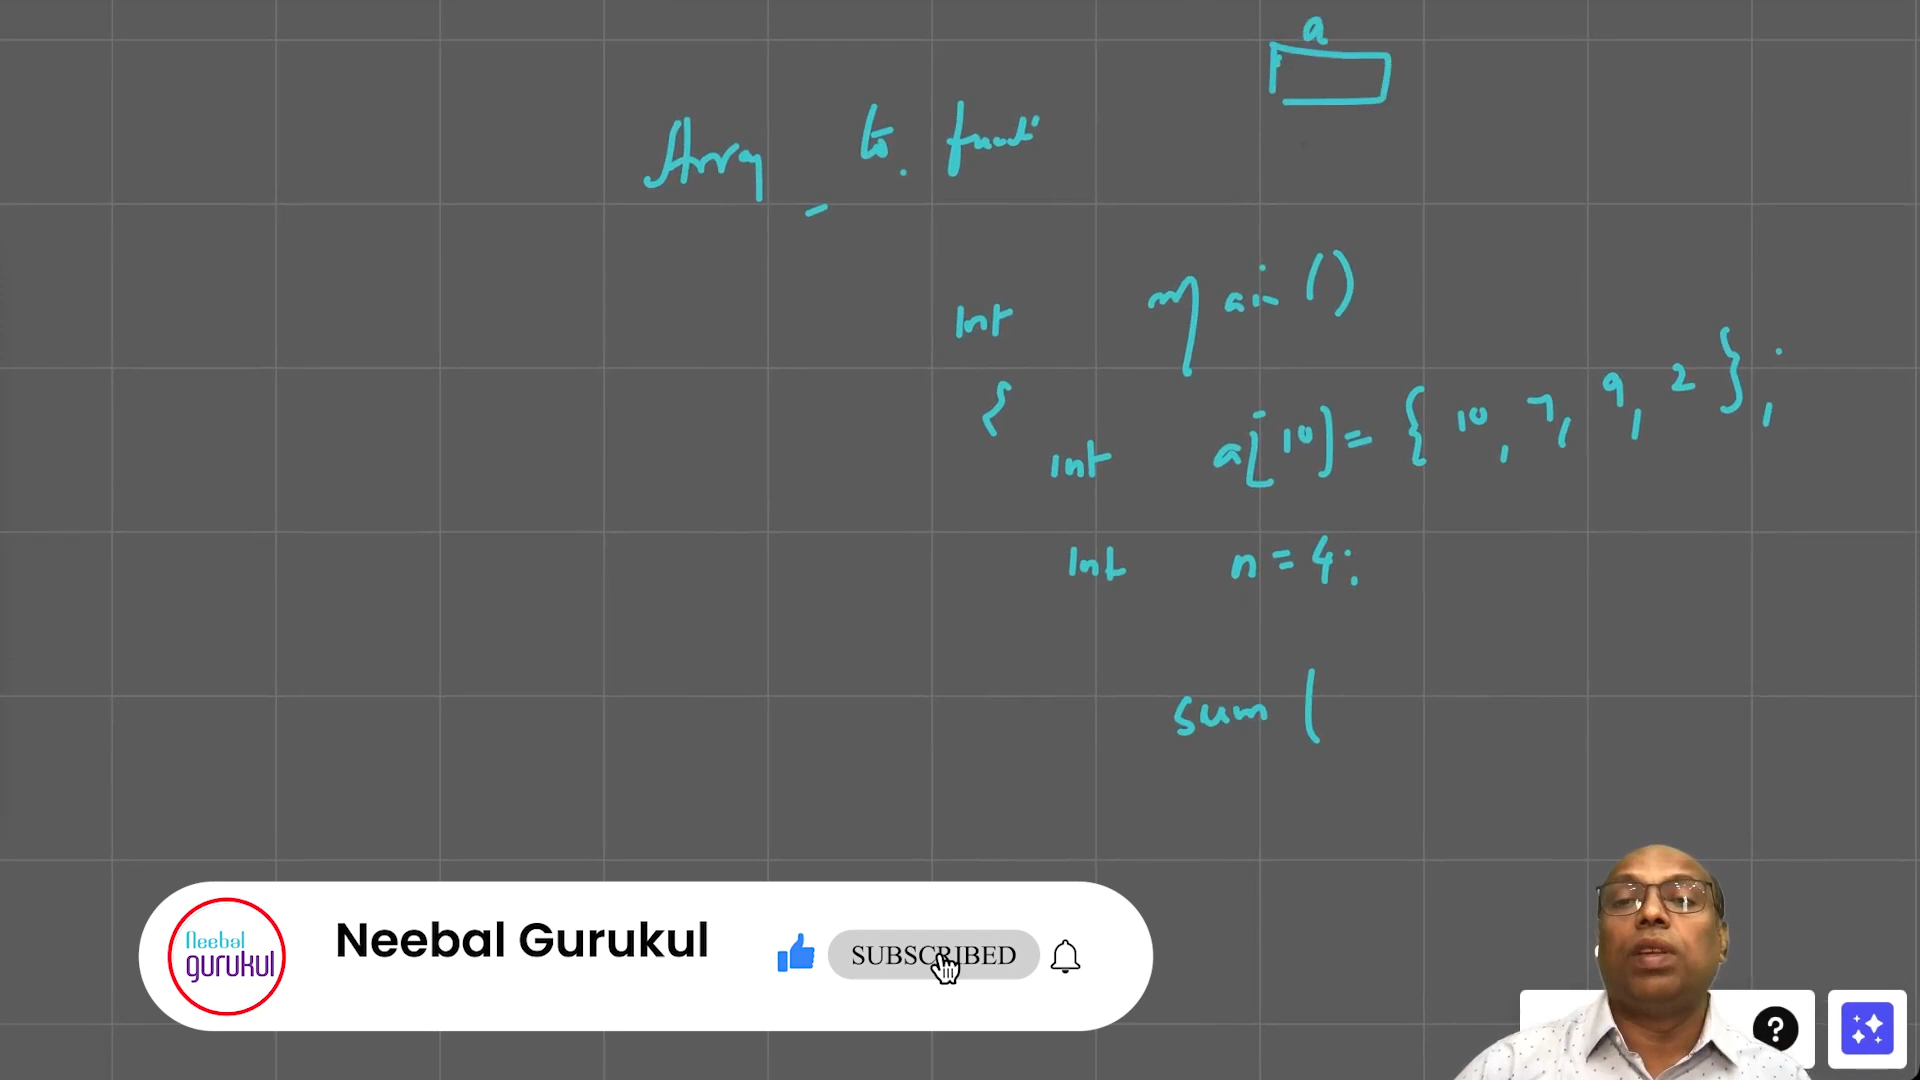 a
Array to funct
Int main()
{
Int a[10] = { 10, 7, 9, 2 };
Int n = 4;
sum (
Neebal gurukul
Neebal Gurukul
SUBSCRIBED
?